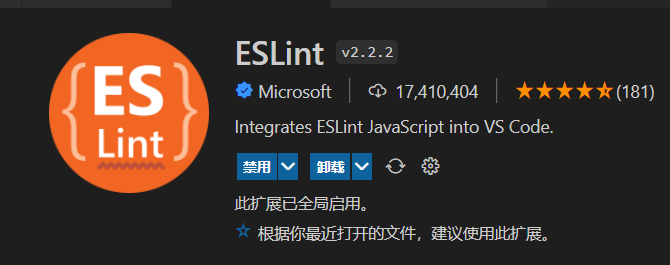 {ES}
Lint
ESLint v2.2.2
Microsoft | 17,410,404 | (181)
Integrates ESLint JavaScript into VS Code.
禁用 卸载
此扩展已全局启用。
根据你最近打开的文件，建议使用此扩展。